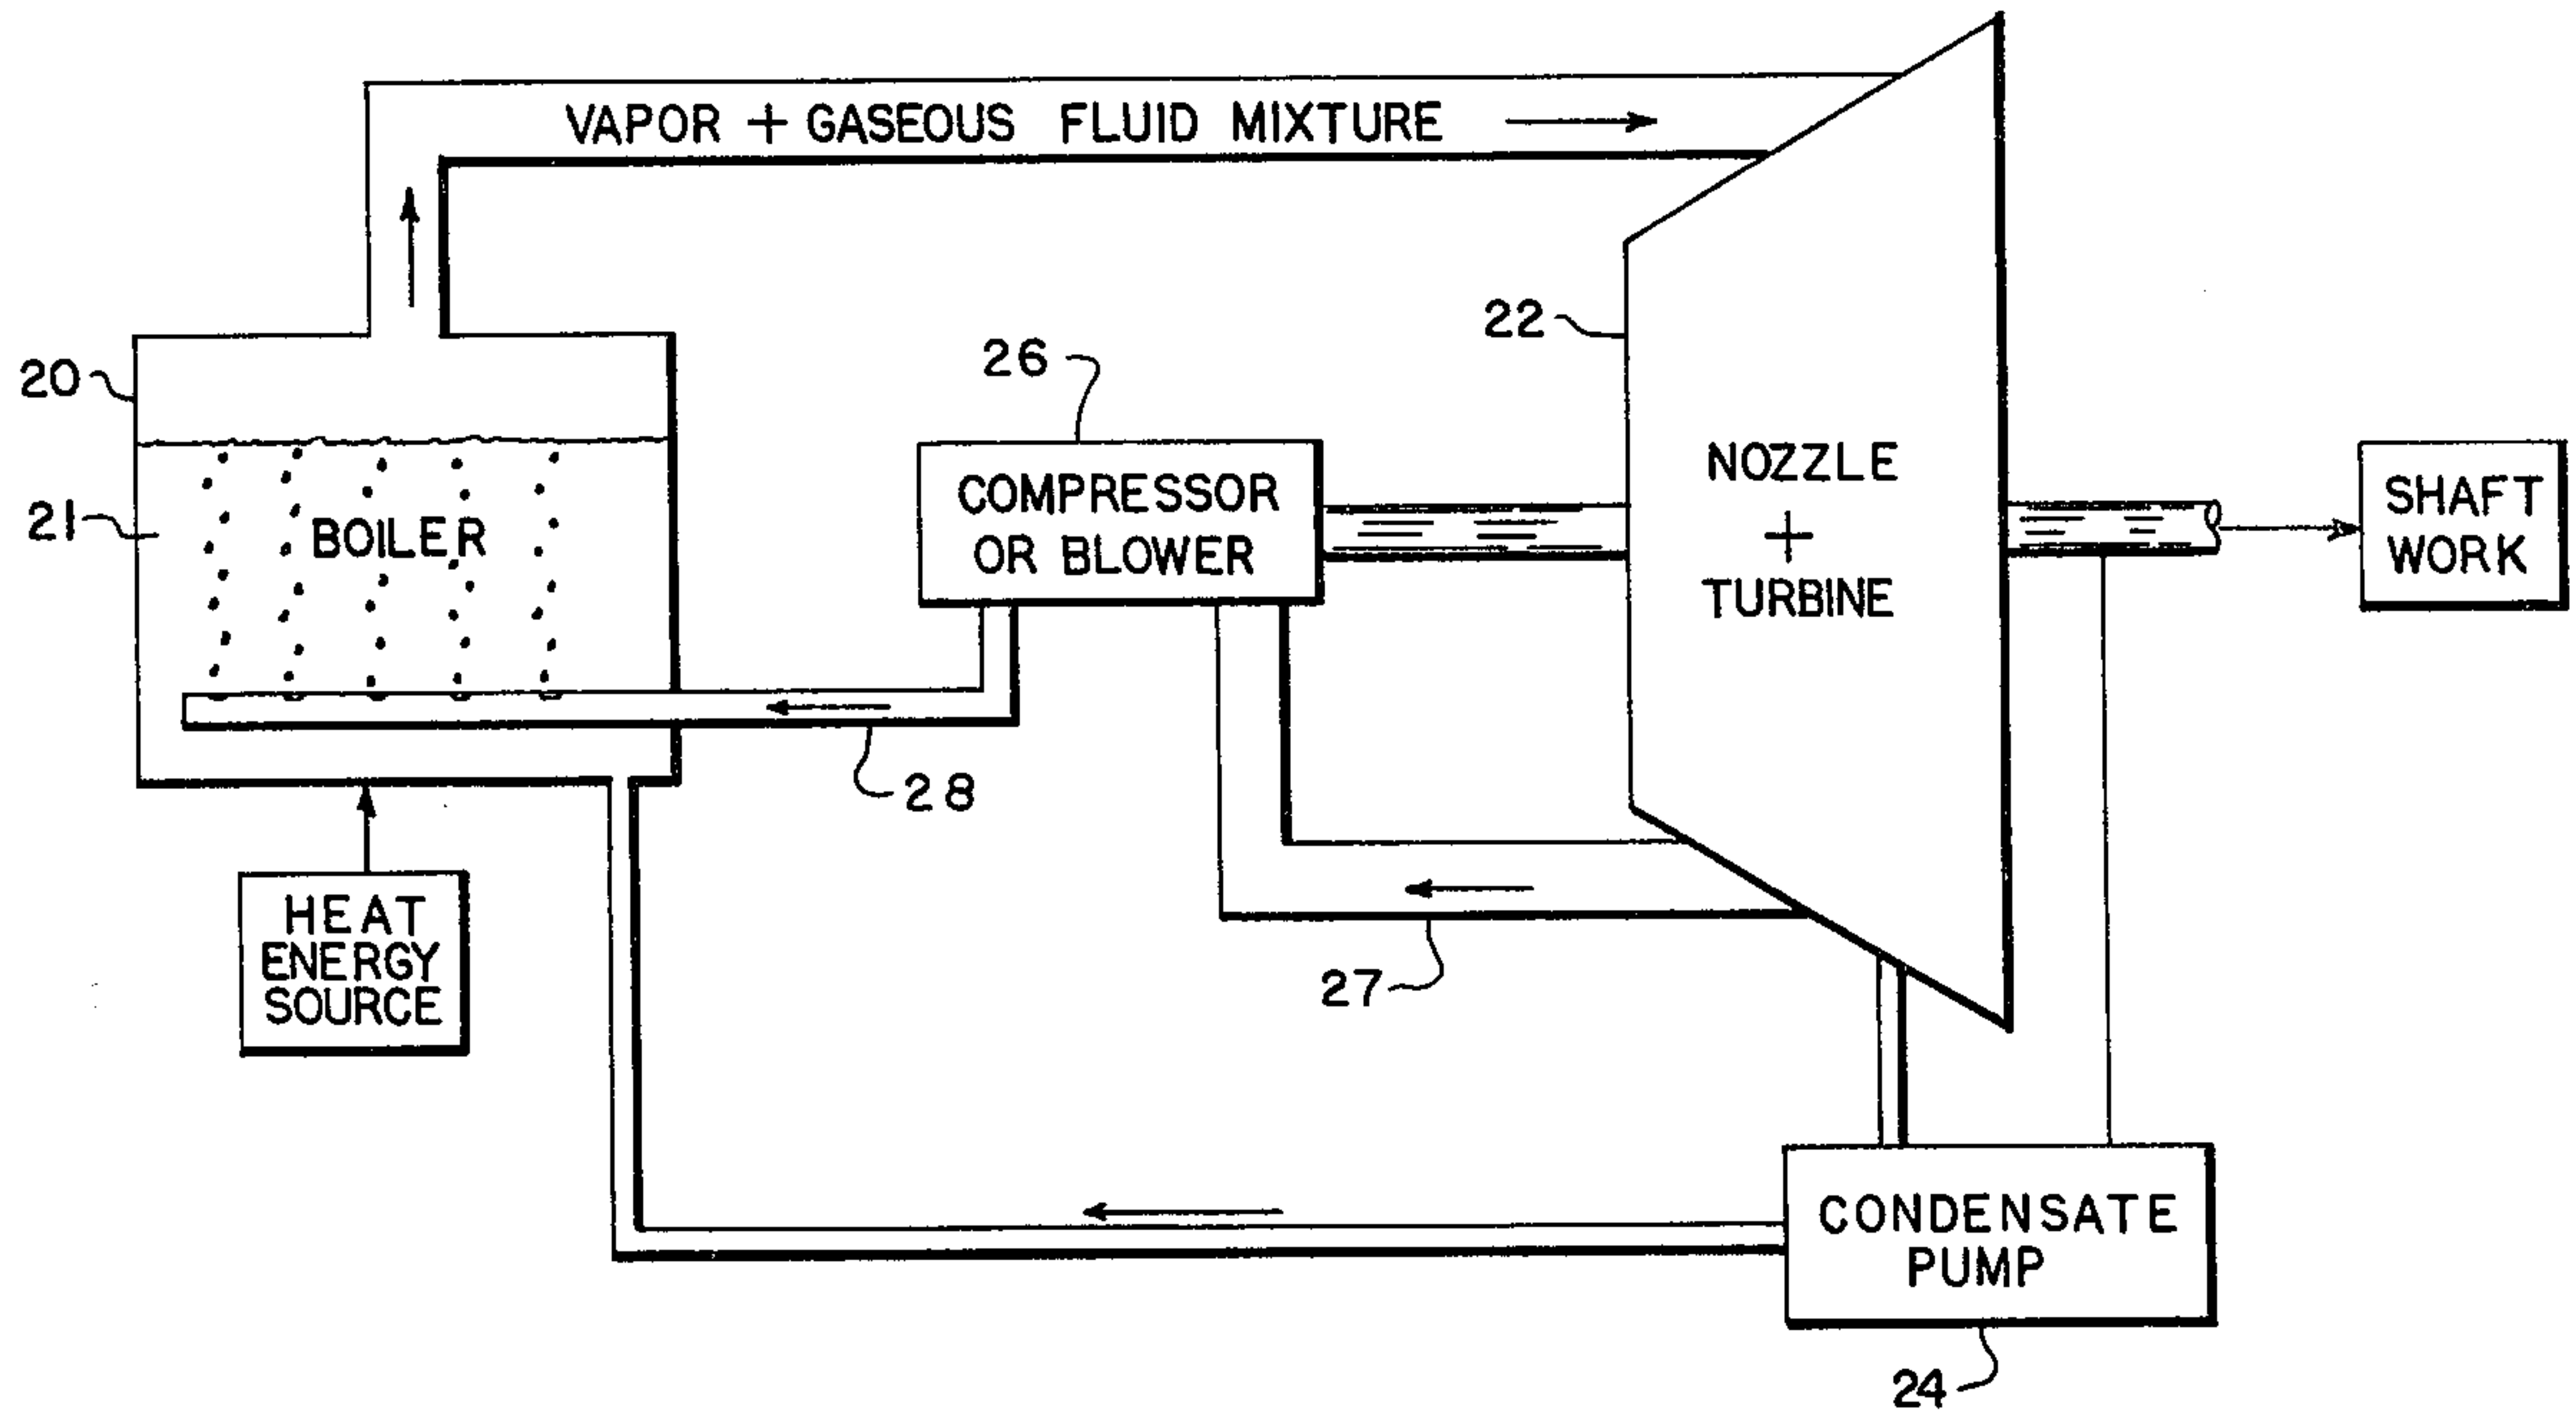 VAPOR + GASEOUS FLUID MIXTURE
20
21
BOILER
26
COMPRESSOR
OR BLOWER
22
NOZZLE
+
TURBINE
SHAFT
WORK
28
HEAT
ENERGY
SOURCE
27
CONDENSATE
PUMP
24